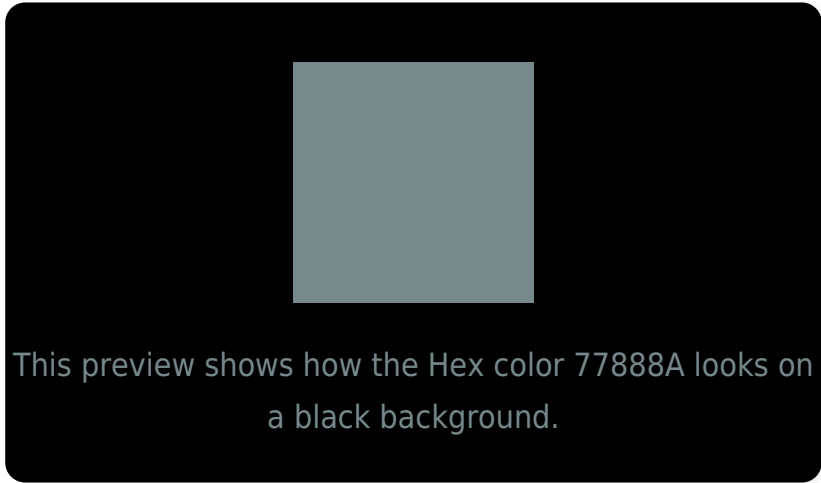 This preview shows how the Hex color 77888A looks on
a black background.